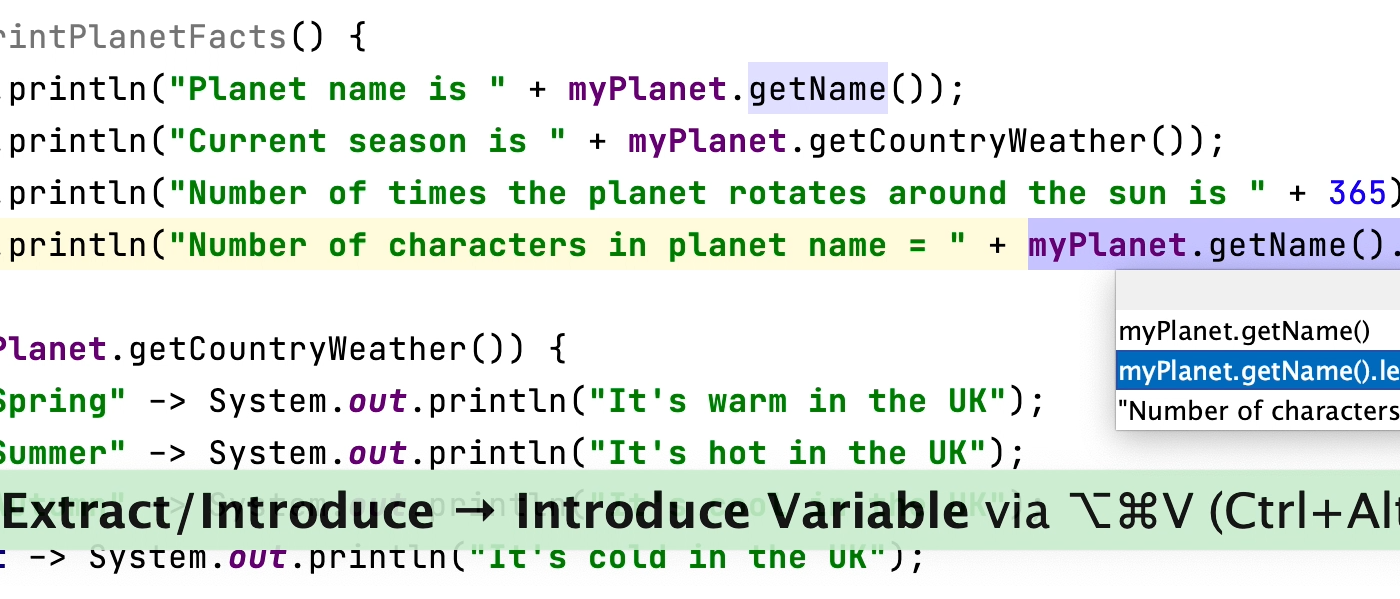 rintPlanetFacts() {
.println("Planet name is " + myPlanet.getName());
.println("Current season is " + myPlanet.getCountryWeather());
.println("Number of times the planet rotates around the sun is " + 365)
.println("Number of characters in planet name = " + myPlanet.getName().
myPlanet.getName()
Planet.getCountryWeather()) {
myPlanet.getName().le
Spring" -> System.out.println("It's warm in the UK");
"Number of characters
Summer" -> System.out.println("It's hot in the UK");
Extract/Introduce → Introduce Variable via ⌥⌘V (Ctrl+Alt
-> System.out.println("It's cold in the UK");